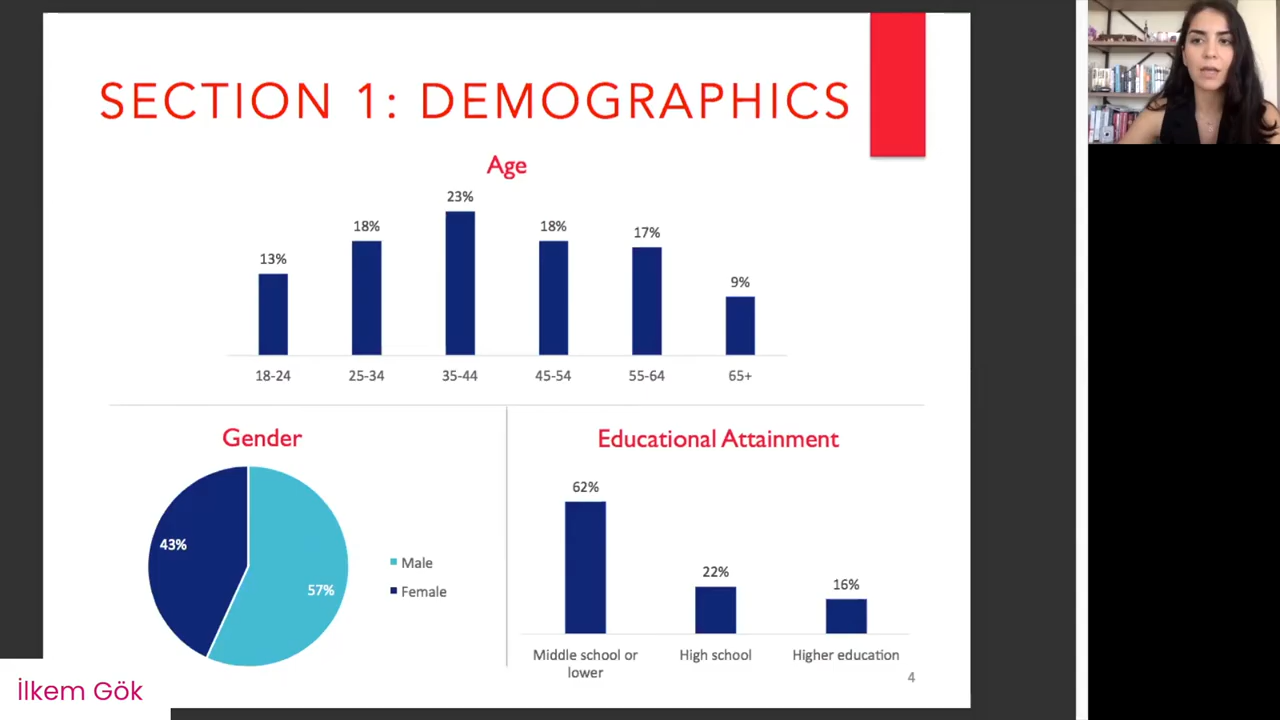 SECTION 1: DEMOGRAPHICS
Age
23%
18%
18%
17%
13%
9%
18-24 25-34 35-44 45-54 55-64 65+
Gender
43%
57%
Male
Female
Educational Attainment
62%
22%
16%
Middle school or
lower
High school
Higher education
4
İlkem Gök